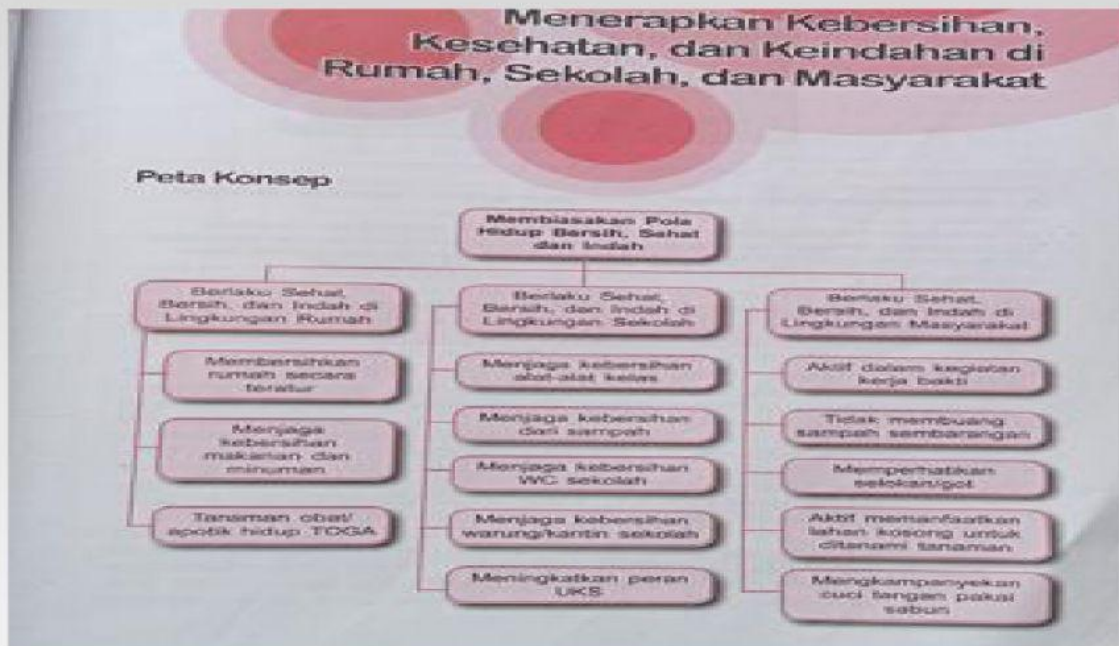 Menerapkan Kebersihan,
Kesehatan, dan Keindahan di
Rumah, Sekolah, dan Masyarakat
Peta Konsep
Membiasakan Pola
Hidup Bersih, Sehat
dan Indah
Berlaku Sehat,
Bersih, dan Indah di
Lingkungan Rumah
Membersihkan
rumah secara
teratur
Menjaga
kebersihan
makanan dan
minuman
Tanaman obat/
apotik hidup TOGA
Berlaku Sehat,
Bersih, dan Indah di
Lingkungan Sekolah
Menjaga kebersihan
alat-alat kelas
Menjaga kebersihan
dari sampah
Menjaga kebersihan
WC sekolah
Menjaga kebersihan
warung/kantin sekolah
Meningkatkan peran
UKS
Berlaku Sehat,
Bersih, dan Indah di
Lingkungan Masyarakat
Aktif dalam kegiatan
kerja bakti
Tidak membuang
sampah sembarangan
Memperhatikan
selokan/got
Aktif memanfaatkan
lahan kosong untuk
ditanami tanaman
Mengkampanyekan
cuci tangan pakai
sabun